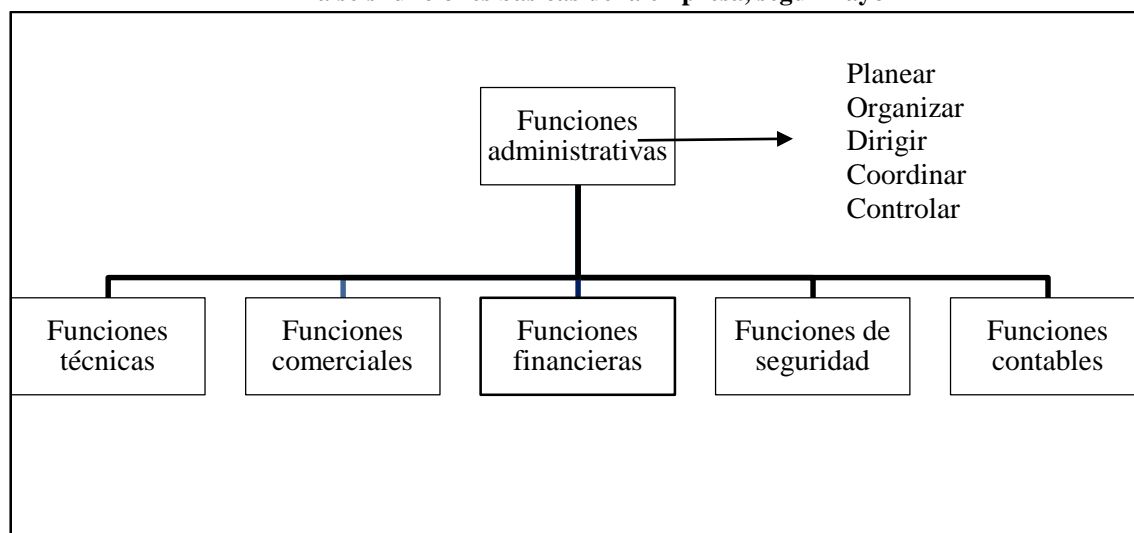 Funciones
administrativas
Planear
Organizar
Dirigir
Coordinar
Controlar
Funciones
técnicas
Funciones
comerciales
Funciones
financieras
Funciones de
seguridad
Funciones
contables